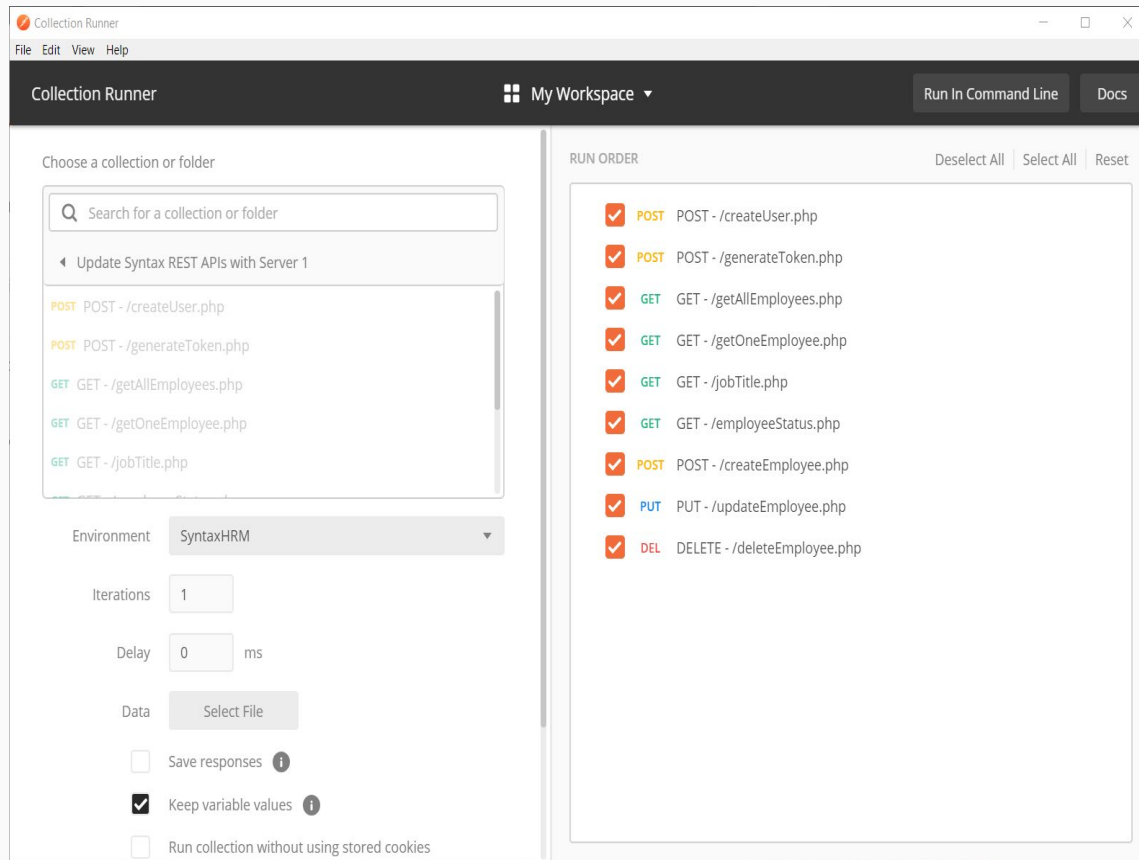 Collection Runner
File Edit View Help
Collection Runner
My Workspace
Run In Command Line
Docs
Choose a collection or folder
Search for a collection or folder
Update Syntax REST APIs with Server 1
POST POST - /createUser.php
POST POST - /generateToken.php
GET GET - /getAllEmployees.php
GET GET - /getOneEmployee.php
GET GET - /jobTitle.php
Environment SyntaxHRM
Iterations 1
Delay 0 ms
Data Select File
Save responses
Keep variable values
Run collection without using stored cookies
RUN ORDER
Deselect All Select All Reset
POST POST - /createUser.php
POST POST - /generateToken.php
GET GET - /getAllEmployees.php
GET GET - /getOneEmployee.php
GET GET - /jobTitle.php
GET GET - /employeeStatus.php
POST POST - /createEmployee.php
PUT PUT - /updateEmployee.php
DEL DELETE - /deleteEmployee.php